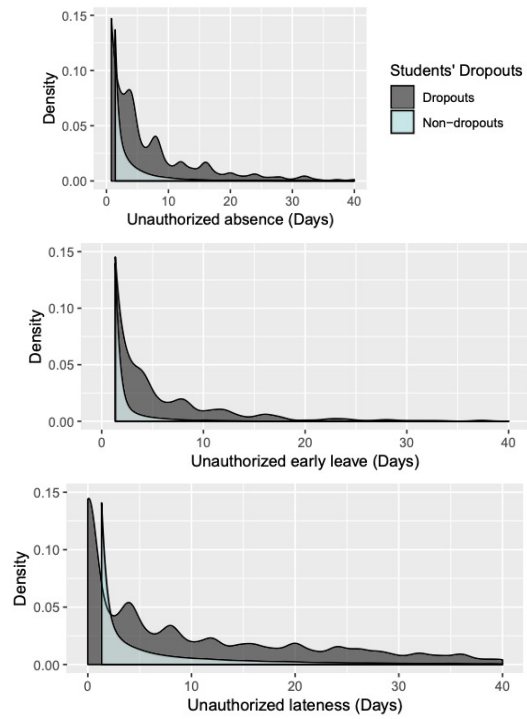 0.15
0.10
0.05
0.00
Density
0 10 20 30 40
Unauthorized absence (Days)
Students' Dropouts
Dropouts
Non-dropouts
0.15
0.10
0.05
0.00
Density
0 10 20 30 40
Unauthorized early leave (Days)
0.15
0.10
0.05
0.00
Density
0 10 20 30 40
Unauthorized lateness (Days)